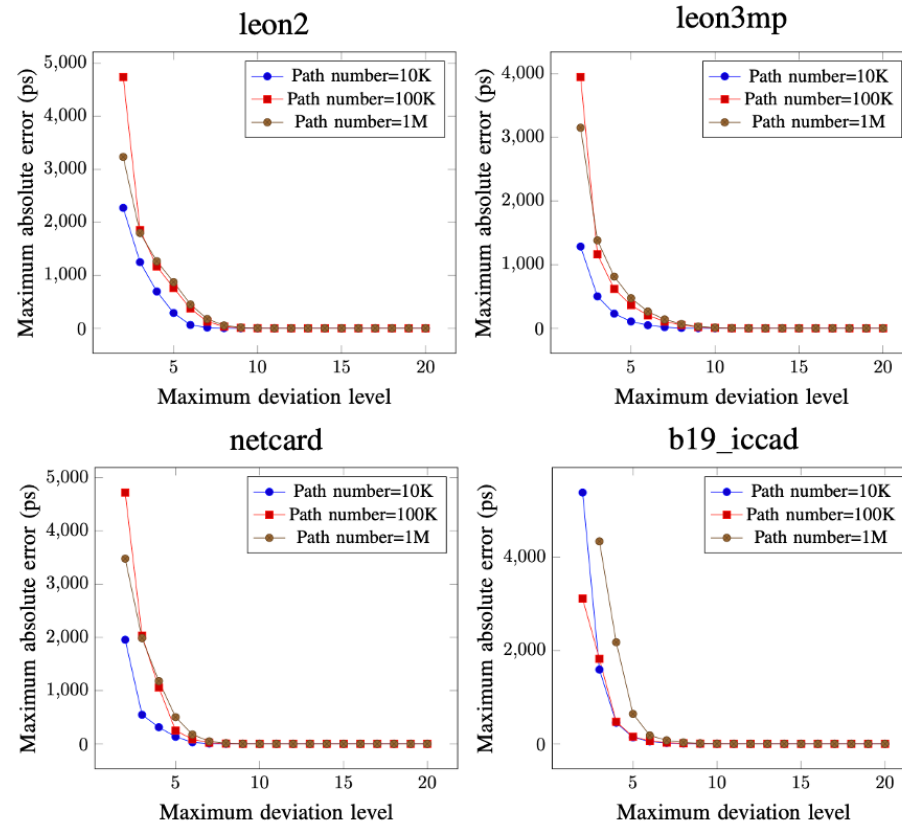 leon2
5,000
4,000
3,000
2,000
1,000
0
Maximum absolute error (ps)
Path number=10K
Path number=100K
Path number=1M
5
10
15
20
Maximum deviation level
leon3mp
4,000
3,000
2,000
1,000
0
Maximum absolute error (ps)
Path number=10K
Path number=100K
Path number=1M
5
10
15
20
Maximum deviation level
netcard
5,000
4,000
3,000
2,000
1,000
0
Maximum absolute error (ps)
Path number=10K
Path number=100K
Path number=1M
5
10
15
20
Maximum deviation level
b19_iccad
4,000
2,000
0
Maximum absolute error (ps)
Path number=10K
Path number=100K
Path number=1M
5
10
15
20
Maximum deviation level